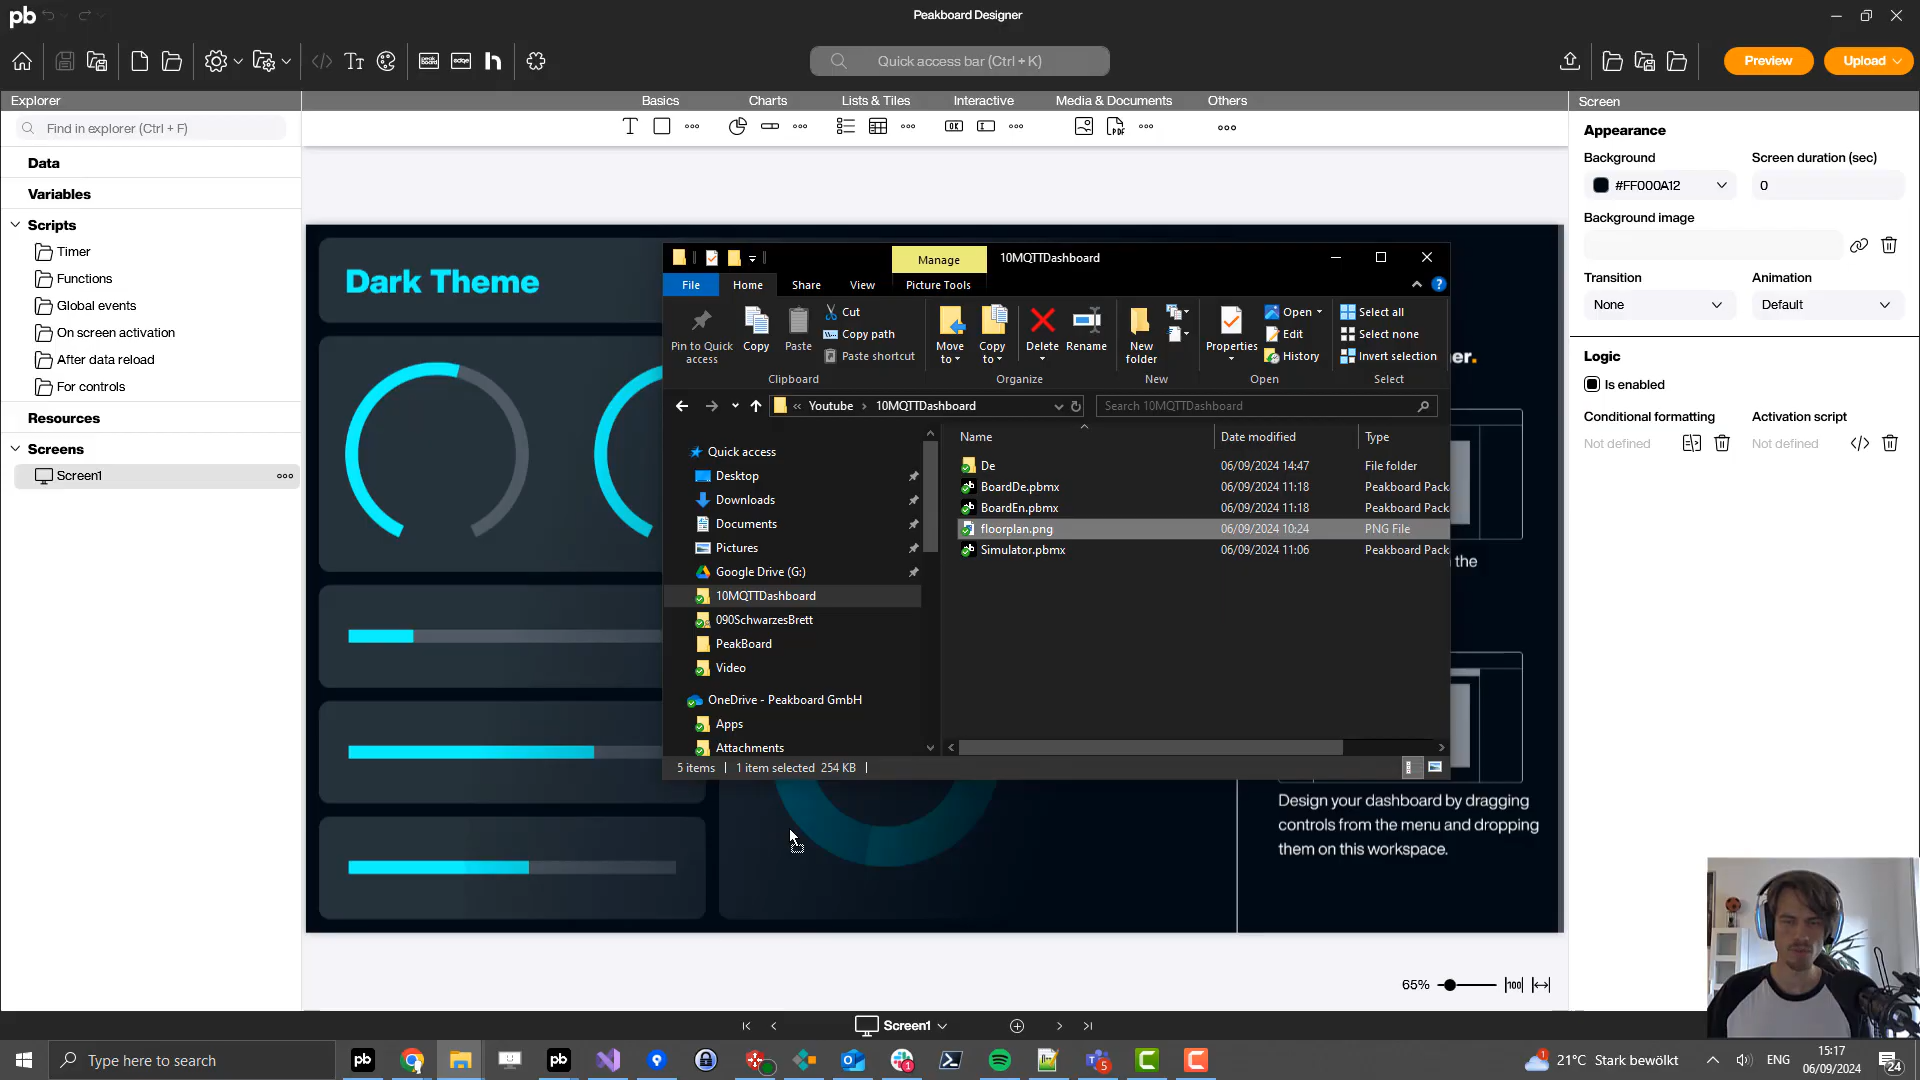 pb
Peakboard Designer
Quick access bar (Ctrl + K)
Preview
Upload
Explorer
Basics
Charts
Lists & Tiles
Interactive
Media & Documents
Others
Screen
Find in explorer (Ctrl + F)
Data
Variables
Scripts
Timer
Functions
Global events
On screen activation
After data reload
For controls
Resources
Screens
Screen1
Appearance
Background
Screen duration (sec)
#FF000A12
0
Background image
Transition
Animation
None
Default
Logic
Is enabled
Conditional formatting
Activation script
Not defined
Not defined
Dark Theme
Manage
10MQTTDashboard
File
Home
Share
View
Picture Tools
Pin to Quick access
Copy
Paste
Cut
Copy path
Paste shortcut
Clipboard
Move to
Copy to
Delete
Rename
Organize
New folder
New
Properties
Open
Edit
History
Open
Select all
Select none
Invert selection
Select
Youtube
10MQTTDashboard
Search 10MQTTDashboard
Quick access
Desktop
Downloads
Documents
Pictures
Google Drive (G:)
10MQTTDashboard
090SchwarzesBrett
PeakBoard
Video
OneDrive - Peakboard GmbH
Apps
Attachments
Name
Date modified
Type
De
06/09/2024 14:47
File folder
BoardDe.pbmx
06/09/2024 11:18
Peakboard Pack
BoardEn.pbmx
06/09/2024 11:18
Peakboard Pack
floorplan.png
06/09/2024 10:24
PNG File
Simulator.pbmx
06/09/2024 11:06
Peakboard Pack
5 items
1 item selected 254 KB
er.
the
Design your dashboard by dragging
controls from the menu and dropping
them on this workspace.
65%
100
Screen1
Type here to search
21°C Stark bewölkt
ENG
15:17
06/09/2024
24